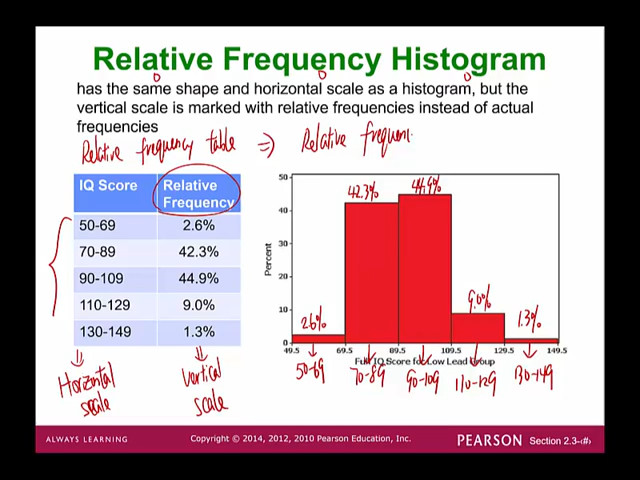 Relative Frequency Histogram
has the same shape and horizontal scale as a histogram, but the
vertical scale is marked with relative frequencies instead of actual
frequencies
Relative frequency table ⇒ Relative frequenc
IQ Score Relative Frequency
50-69 2.6%
70-89 42.3%
90-109 44.9%
110-129 9.0%
130-149 1.3%
Horizontal scale
Vertical scale
Percent
50
40
30
20
10
0
2.6% 42.3% 44.9% 9.0% 1.3%
49.5 69.5 89.5 109.5 129.5 149.5
Full IQ Score for Low Lead Group
50-69 70-89 90-109 110-129 130-149
ALWAYS LEARNING
Copyright © 2014, 2012, 2010 Pearson Education, Inc.
PEARSON
Section 2.3-‹#›